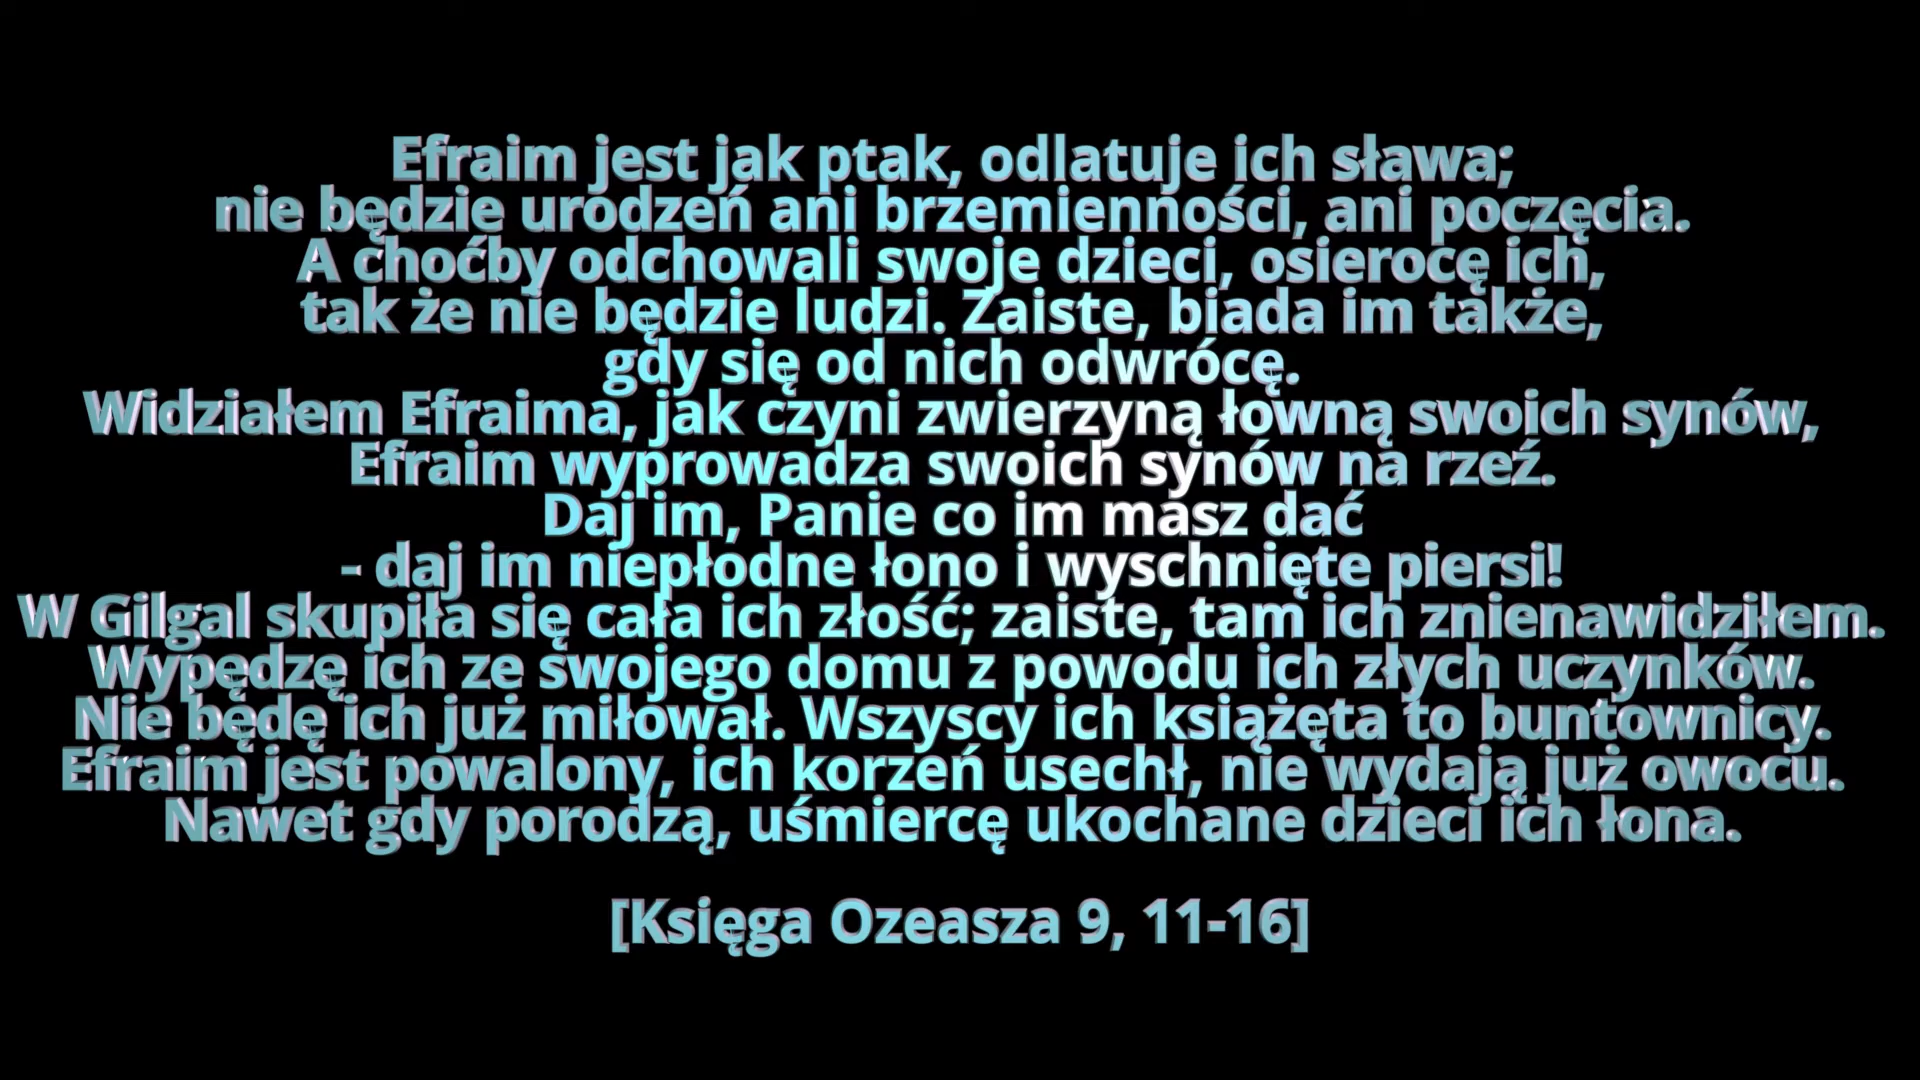 Efraim jest jak ptak, odlatuje ich sława;
nie będzie urodzeń ani brzemienności, ani poczęcia.
A choćby odchowali swoje dzieci, osierocę ich,
tak że nie będzie ludzi. Zaiste, biada im także,
gdy się od nich odwrócę.
Widziałem Efraima, jak czyni zwierzyną łowną swoich synów,
Efraim wyprowadza swoich synów na rzeź.
Daj im, Panie co im masz dać
- daj im niepłodne łono i wyschnięte piersi!
W Gilgal skupiła się cała ich złość; zaiste, tam ich znienawidziłem.
Wypędzę ich ze swojego domu z powodu ich złych uczynków.
Nie będę ich już miłował. Wszyscy ich książęta to buntownicy.
Efraim jest powalony, ich korzeń usechł, nie wydają już owocu.
Nawet gdy porodzą, uśmiercę ukochane dzieci ich łona.
[Księga Ozeasza 9, 11-16]